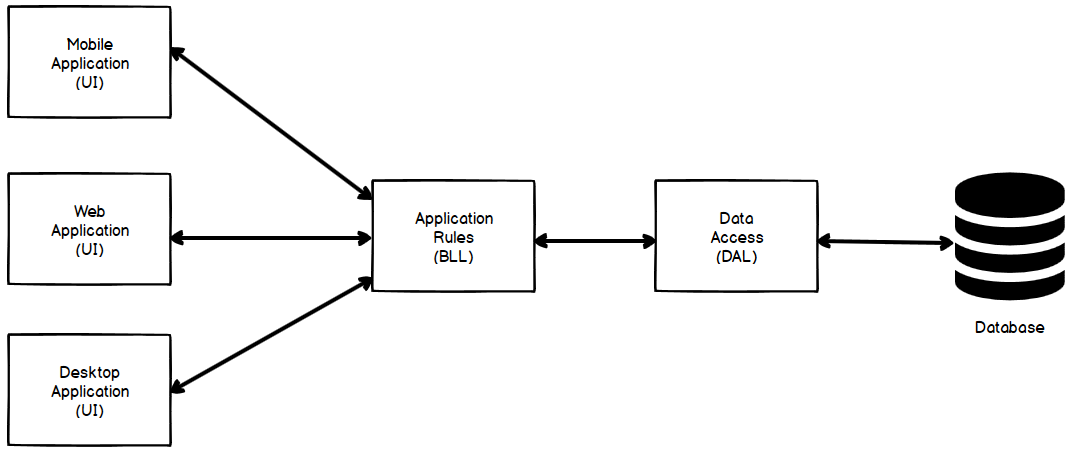 Mobile
Application
(UI)
Web
Application
(UI)
Desktop
Application
(UI)
Application
Rules
(BLL)
Data
Access
(DAL)
Database